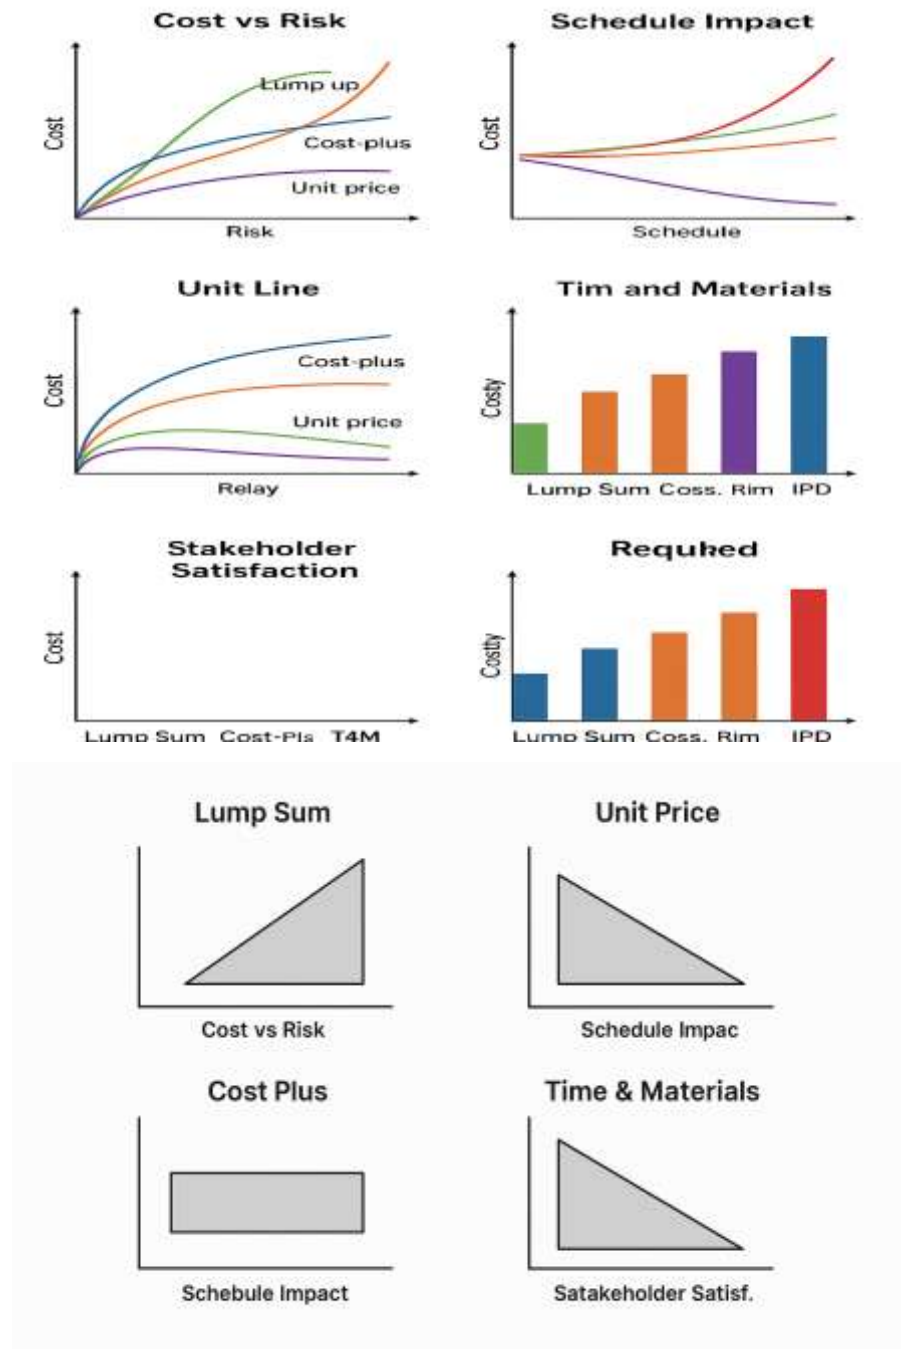 Cost vs Risk
Schedule Impact
Cost
Lump up
Cost-plus
Unit price
Risk
Cost
Schedule
Unit Line
Tim and Materials
Cost
Cost-plus
Unit price
Relay
Costy
Lump Sum Coss. Rim IPD
Stakeholder
Satisfaction
Requked
Cost
Lump Sum Cost-Pls T4M
Costty
Lump Sum Coss. Rim IPD
Lump Sum
Unit Price
Cost vs Risk
Schedule Impac
Cost Plus
Time & Materials
Schebule Impact
Satakeholder Satisf.